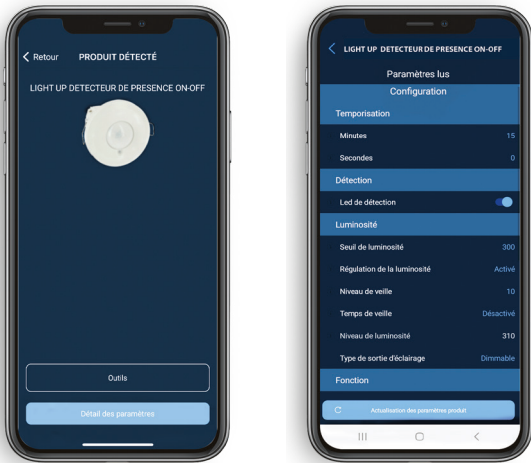 Retour PRODUIT DÉTECTÉ
LIGHT UP DETECTEUR DE PRESENCE ON-OFF
Outils
Détail des paramètres
LIGHT UP DETECTEUR DE PRESENCE ON-OFF
Paramètres lus
Configuration
Temporisation
Minutes 15
Secondes 0
Détection
Led de détection
Luminosité
Seuil de luminosité 300
Régulation de la luminosité Activé
Niveau de veille 10
Temps de veille Désactivé
Niveau de luminosité 310
Type de sortie d'éclairage Dimmable
Fonction
Actualisation des paramètres produit